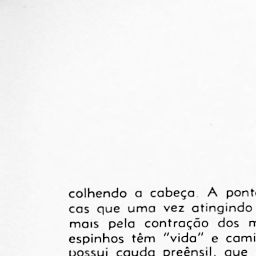 colhendo a cabeça. A pont
cas que uma vez atingindo
mais pela contração dos m
espinhos têm "vida" e cami
possui cauda preênsil, que